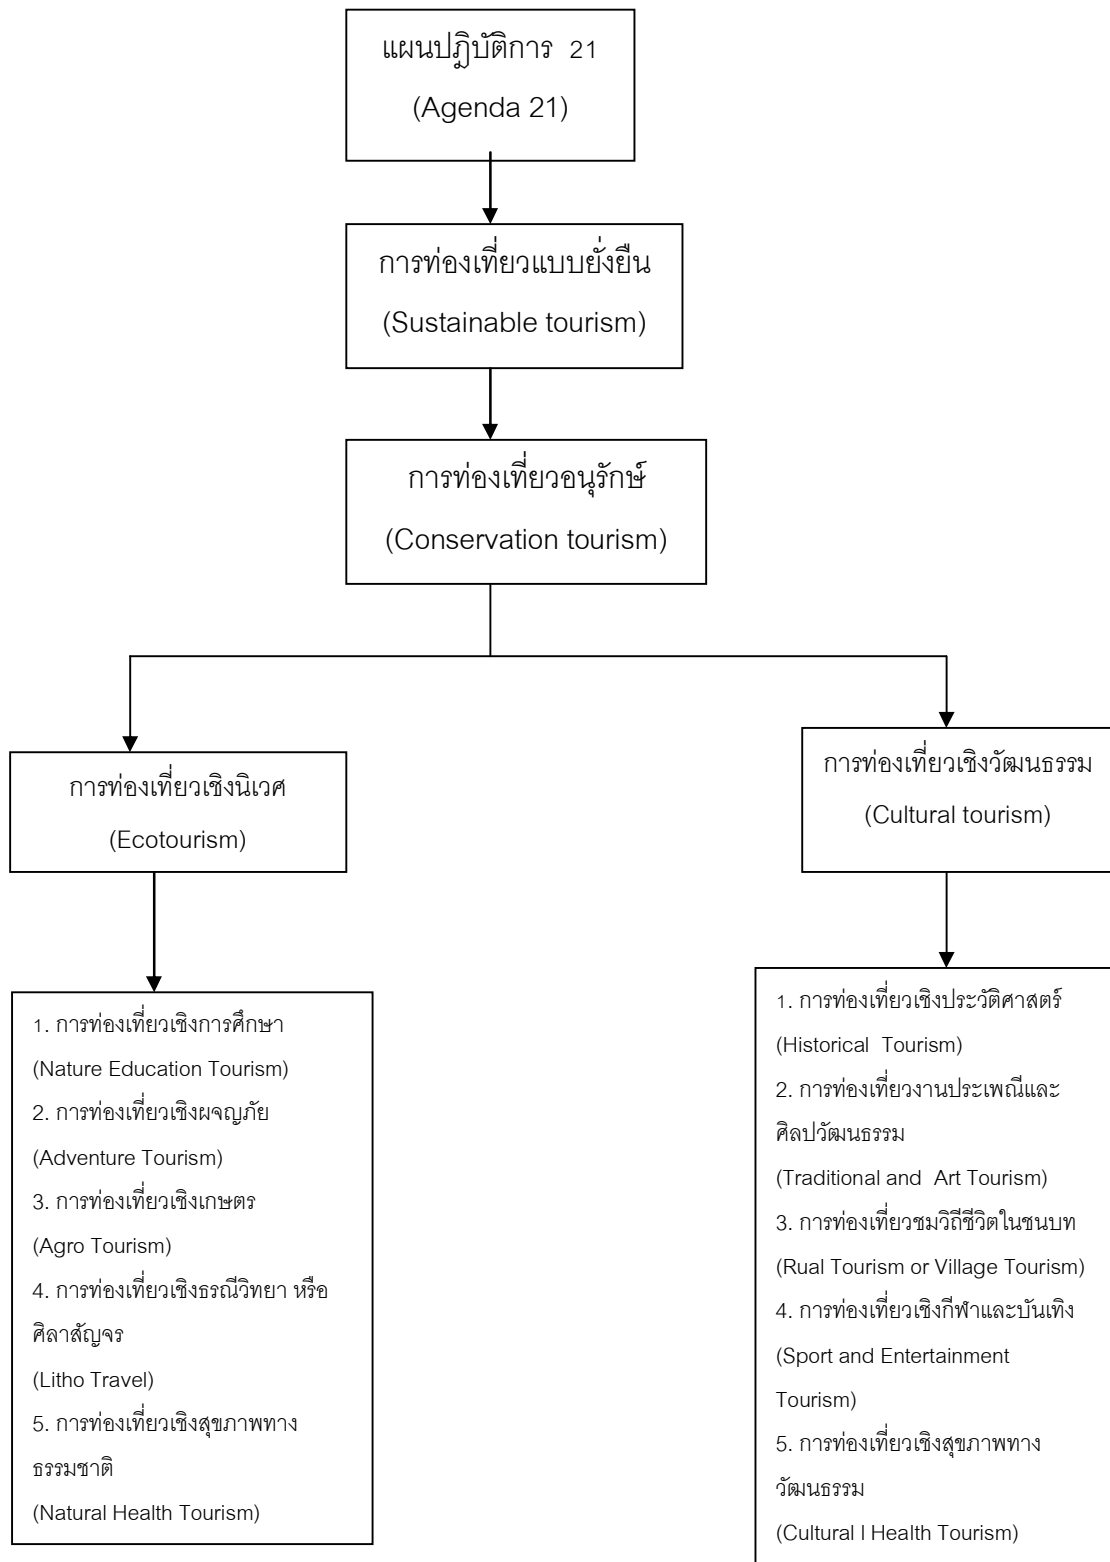 แผนปฎิบัติการ 21
(Agenda 21)
การท่องเที่ยวแบบยั่งยืน
(Sustainable tourism)
การท่องเที่ยวอนุรักษ์
(Conservation tourism)
การท่องเที่ยวเชิงนิเวศ
(Ecotourism)
การท่องเที่ยวเชิงวัฒนธรรม
(Cultural tourism)
1. การท่องเที่ยวเชิงการศึกษา
(Nature Education Tourism)
2. การท่องเที่ยวเชิงผจญภัย
(Adventure Tourism)
3. การท่องเที่ยวเชิงเกษตร
(Agro Tourism)
4. การท่องเที่ยวเชิงธรณีวิทยา หรือ
ศิลาสัญจร
(Litho Travel)
5. การท่องเที่ยวเชิงสุขภาพทาง
ธรรมชาติ
(Natural Health Tourism)
1. การท่องเที่ยวเชิงประวัติศาสตร์
(Historical Tourism)
2. การท่องเที่ยวงานประเพณีและ
ศิลปวัฒนธรรม
(Traditional and Art Tourism)
3. การท่องเที่ยวชมวิถีชีวิตในชนบท
(Rual Tourism or Village Tourism)
4. การท่องเที่ยวเชิงกีฬาและบันเทิง
(Sport and Entertainment
Tourism)
5. การท่องเที่ยวเชิงสุขภาพทาง
วัฒนธรรม
(Cultural l Health Tourism)